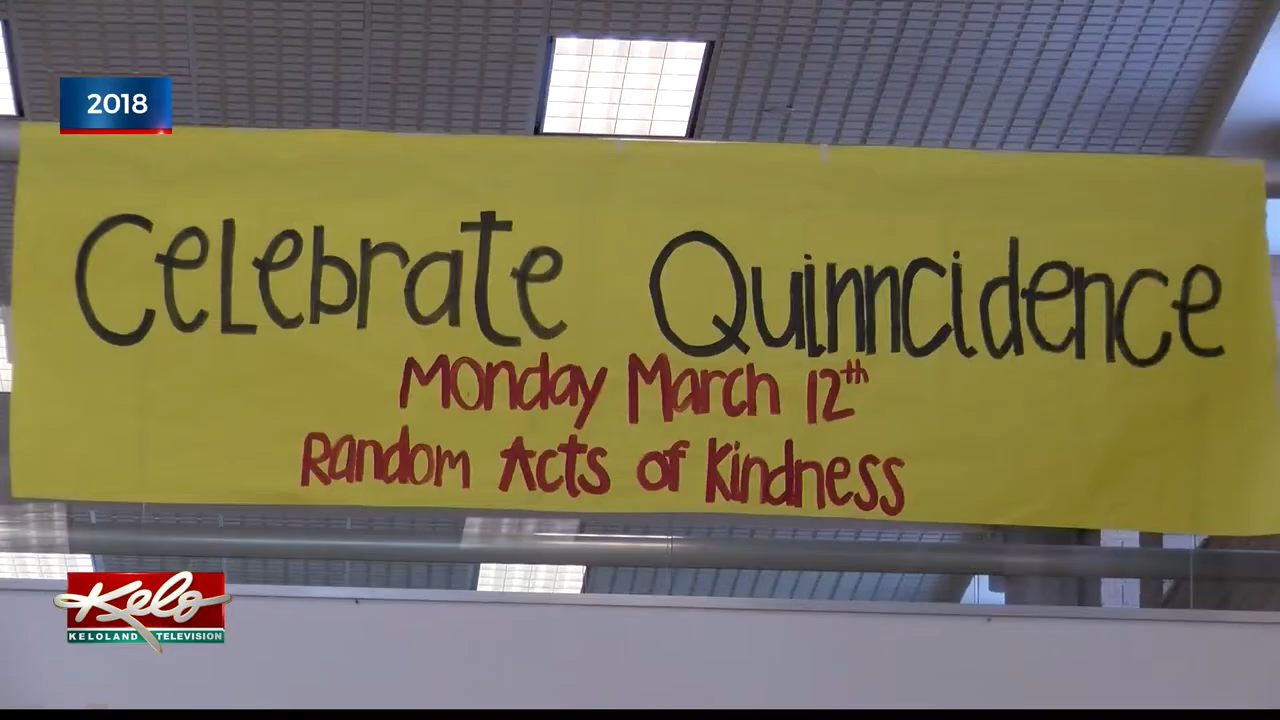 2018
Celebrate Quinncidence
Monday March 12th
Random Acts of Kindness
Kelo
KELOLAND TELEVISION